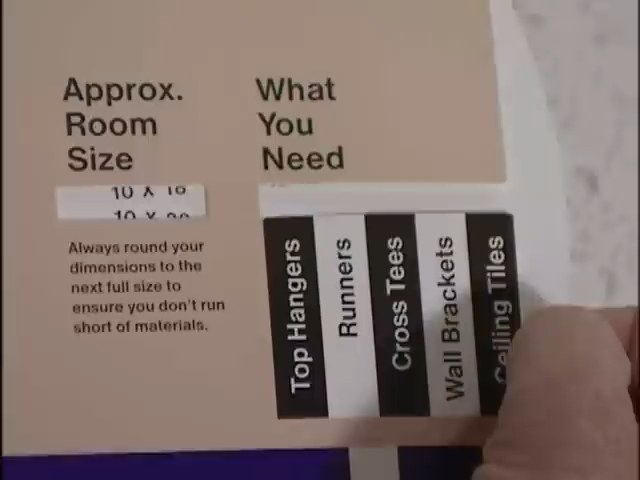 Approx.
Room
Size
What
You
Need
10 X
10 X
Always round your
dimensions to the
next full size to
ensure you don't run
short of materials.
Top Hangers
Runners
Cross Tees
Wall Brackets
Ceiling Tiles